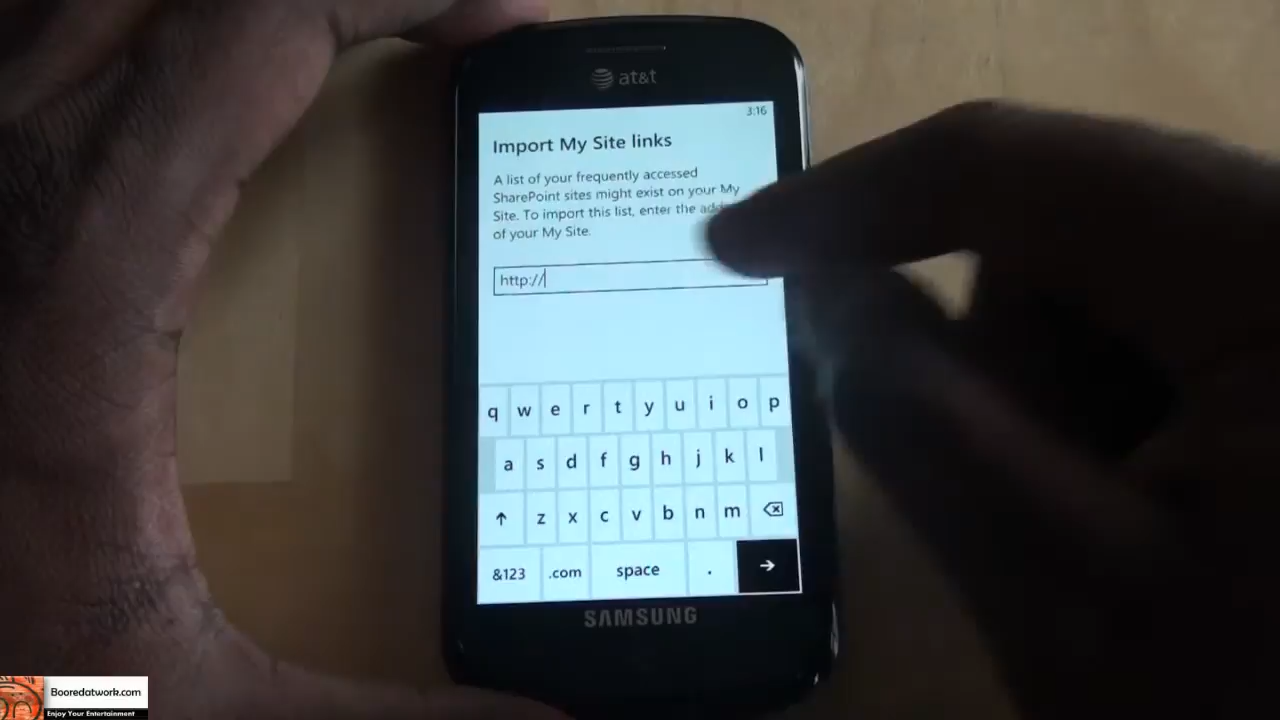 at&t
3:16
Import My Site links
A list of your frequently accessed
SharePoint sites might exist on your My
Site. To import this list, enter the
of your My Site.
http://
q w e r t y u i o p
a s d f g h j k l
z x c v b n m
&123 .com space .
SAMSUNG
Booredatwork.com
Enjoy Your Entertainment